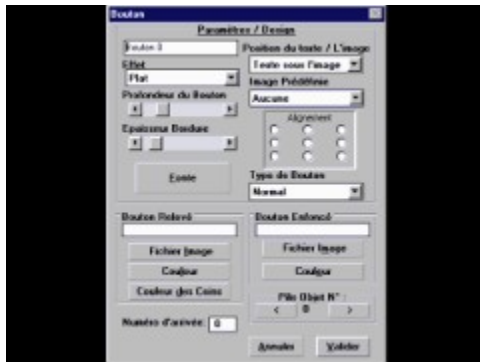 Bouton
Paramètres / Design
Bouton 0
Position du texte / L'image
Texte sous l'image
Effet
Plat
Image Prédéfinie
Aucune
Profondeur du Bouton
Alignement
Epaisseur Bordure
Fonte
Type de Bouton
Normal
Bouton Relevé
Bouton Enfoncé
Fichier Image
Fichier Image
Couleur
Couleur
Couleur des Coins
Pile Objet N° :
< 0 >
Numéro d'arrivée: 0
Annuler
Valider